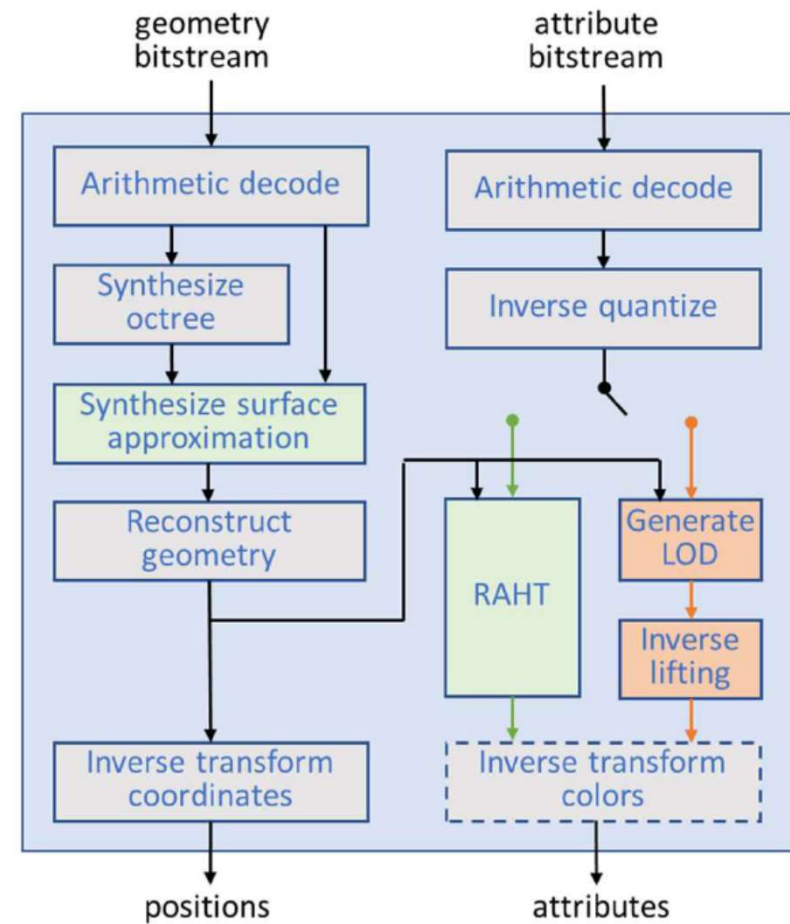 geometry
bitstream
attribute
bitstream
Arithmetic decode
Arithmetic decode
Synthesize
octree
Inverse quantize
Synthesize surface
approximation
Reconstruct
geometry
RAHT
Generate
LOD
Inverse
lifting
Inverse transform
coordinates
Inverse transform
colors
positions
attributes